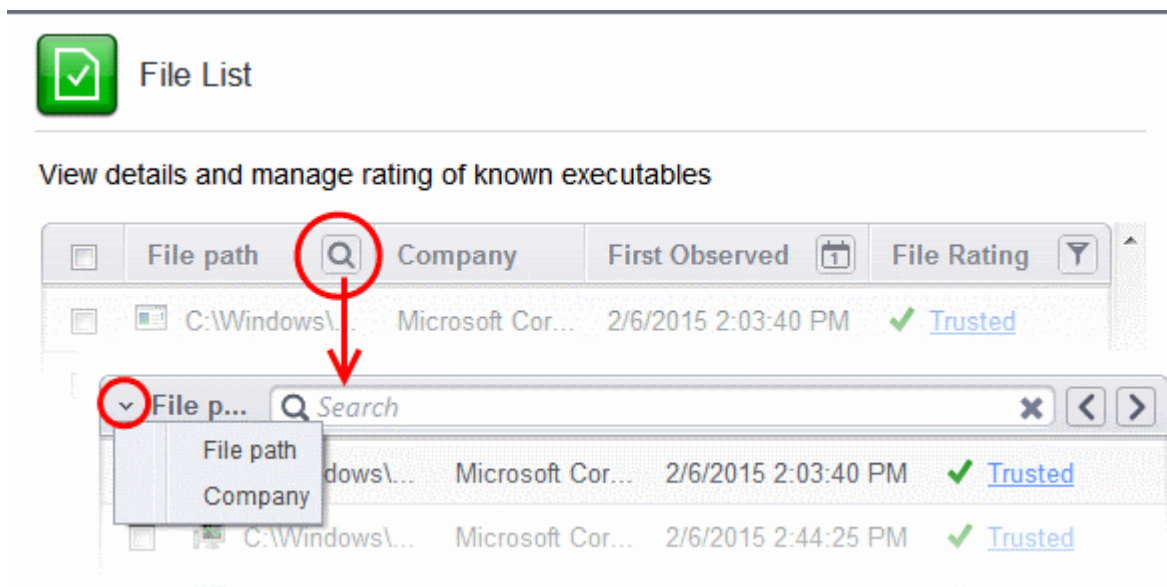 File List
View details and manage rating of known executables
File path Company First Observed 1 File Rating
C:\Windows\... Microsoft Cor... 2/6/2015 2:03:40 PM Trusted
File p... Search
File path
dows\... Microsoft Cor... 2/6/2015 2:03:40 PM Trusted
Company
C:\Windows\... Microsoft Cor... 2/6/2015 2:44:25 PM Trusted